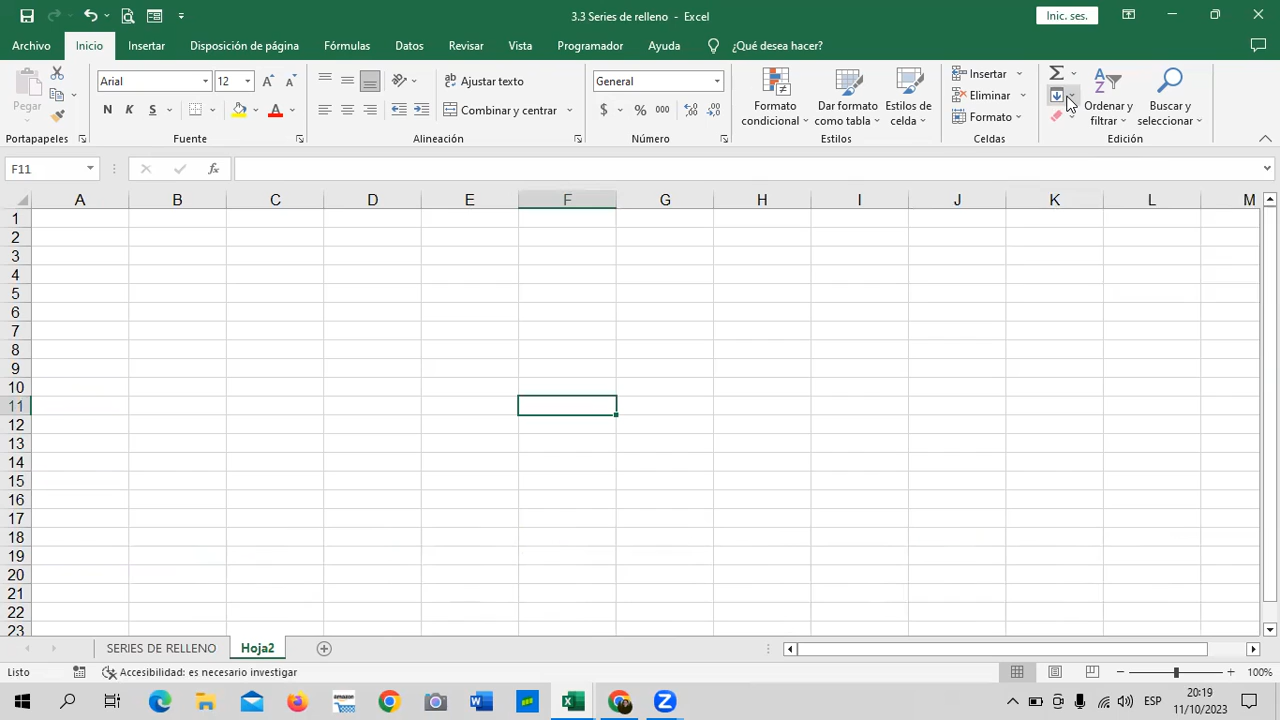 3.3 Series de relleno - Excel
Inic. ses.
Archivo Inicio Insertar Disposición de página Fórmulas Datos Revisar Vista Programador Ayuda ¿Qué desea hacer?
Pegar
Portapapeles
Arial 12
N K S
Fuente
Ajustar texto
Combinar y centrar
Alineación
General
$ % 000
Número
Formato condicional
Dar formato como tabla
Estilos de celda
Estilos
Insertar
Eliminar
Formato
Celdas
Ordenar y filtrar
Buscar y seleccionar
Edición
F11
fx
A B C D E F G H I J K L M
1
2
3
4
5
6
7
8
9
10
11
12
13
14
15
16
17
18
19
20
21
22
23
SERIES DE RELLENO Hoja2
Listo
Accesibilidad: es necesario investigar
100%
ESP
20:19
11/10/2023